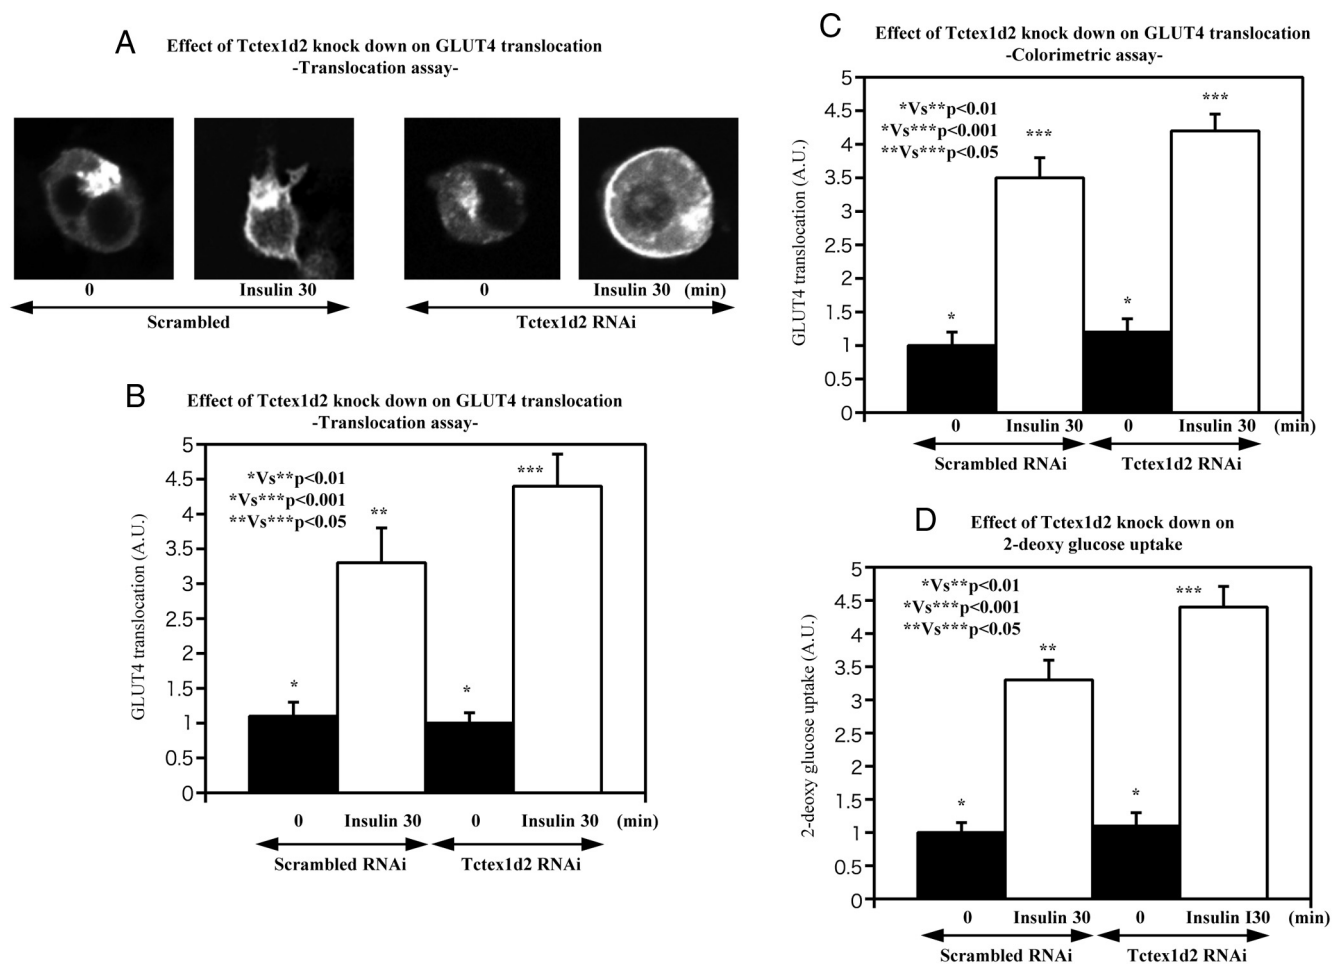 A
Effect of Tctex1d2 knock down on GLUT4 translocation
-Translocation assay-
0
Insulin 30
0
Insulin 30 (min)
Scrambled
Tctex1d2 RNAi
B
Effect of Tctex1d2 knock down on GLUT4 translocation
-Translocation assay-
GLUT4 translocation (A.U.)
5
4.5
4
3.5
3
2.5
2
1.5
1
0.5
0
*Vs**p<0.01
*Vs***p<0.001
**Vs***p<0.05
*
**
*
***
0
Insulin 30
0
Insulin 30
(min)
Scrambled RNAi
Tctex1d2 RNAi
C
Effect of Tctex1d2 knock down on GLUT4 translocation
-Colorimetric assay-
GLUT4 translocation (A.U.)
5
4.5
4
3.5
3
2.5
2
1.5
1
0.5
0
*Vs**p<0.01
*Vs***p<0.001
**Vs***p<0.05
*
***
*
***
0
Insulin 30
0
Insulin 30
(min)
Scrambled RNAi
Tctex1d2 RNAi
D
Effect of Tctex1d2 knock down on
2-deoxy glucose uptake
2-deoxy glucose uptake (A.U.)
5
4.5
4
3.5
3
2.5
2
1.5
1
0.5
0
*Vs**p<0.01
*Vs***p<0.001
**Vs***p<0.05
*
**
*
***
0
Insulin 30
0
Insulin I30
(min)
Scrambled RNAi
Tctex1d2 RNAi